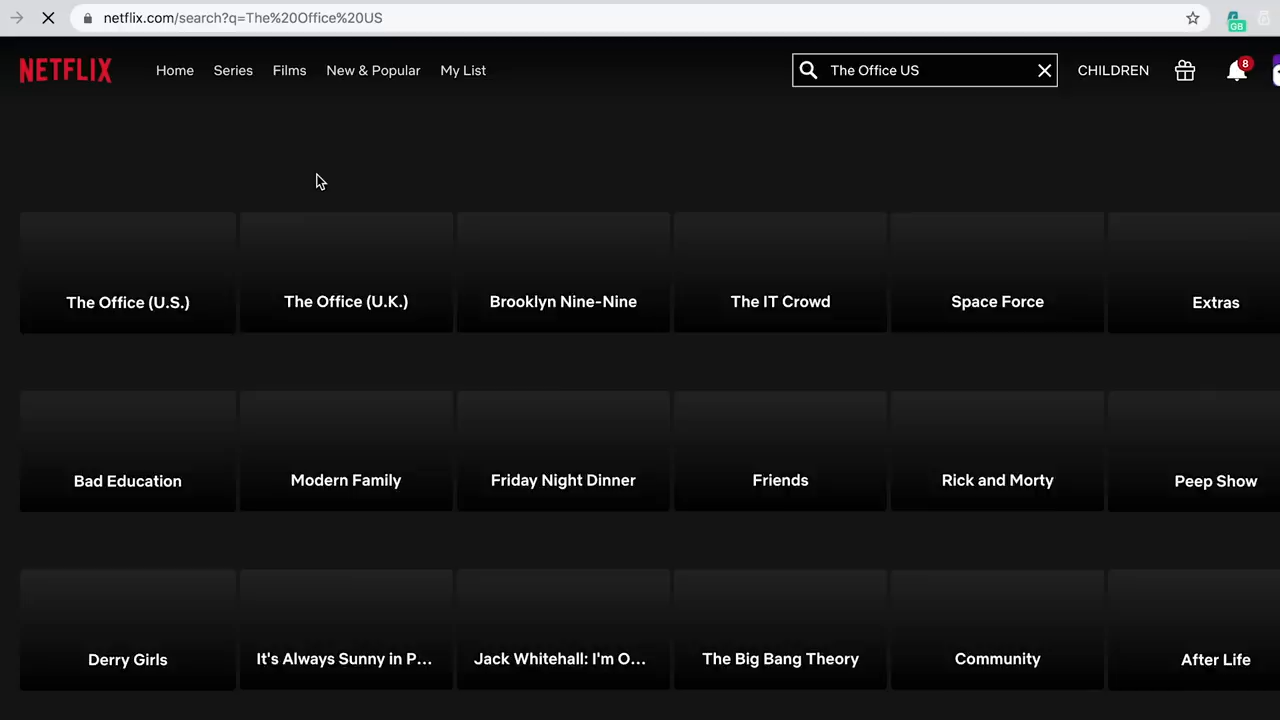 netflix.com/search?q=The%20Office%20US
GB
NETFLIX
Home
Series
Films
New & Popular
My List
The Office US
CHILDREN
8
The Office (U.S.)
The Office (U.K.)
Brooklyn Nine-Nine
The IT Crowd
Space Force
Extras
Bad Education
Modern Family
Friday Night Dinner
Friends
Rick and Morty
Peep Show
Derry Girls
It's Always Sunny in P...
Jack Whitehall: I'm O...
The Big Bang Theory
Community
After Life